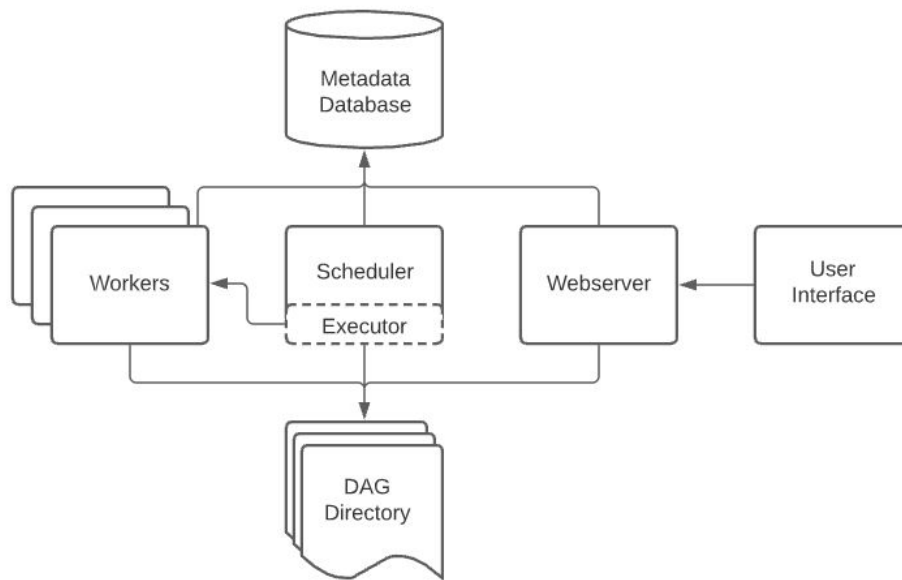 Metadata
Database
Workers
Scheduler
Executor
Webserver
User
Interface
DAG
Directory